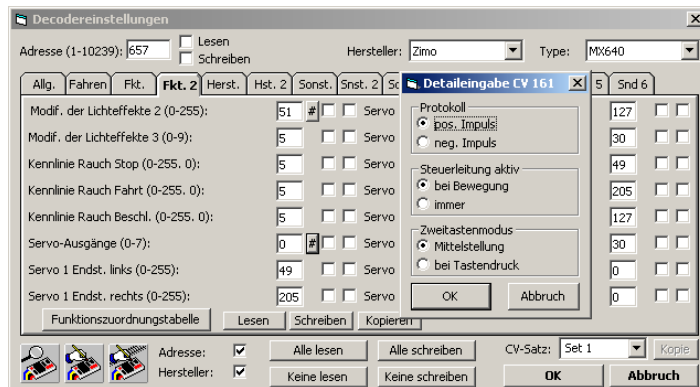 Decodereinstellungen
Adresse (1-10239): 657 Lesen Schreiben Hersteller: Zimo Type: MX640
Allg. Fahren Fkt. Fkt. 2 Herst. Hst. 2 Sonst. Snst. 2 5 Snd 6
Detaileingabe CV 161
Modif. der Lichteffekte 2 (0-255): 51 # Servo 127
Modif. der Lichteffekte 3 (0-9): 5 Servo 30
Kennlinie Rauch Stop (0-255. 0): 5 Servo 49
Kennlinie Rauch Fahrt (0-255. 0): 5 Servo 205
Kennlinie Rauch Beschl. (0-255. 0): 5 Servo 127
Servo-Ausgänge (0-7): 0 # Servo 30
Servo 1 Endst. links (0-255): 49 Servo 0
Servo 1 Endst. rechts (0-255): 205 Servo 0
Protokoll
pos. Impuls
neg. Impuls
Steuerleitung aktiv
bei Bewegung
immer
Zweitastenmodus
Mittelstellung
bei Tastendruck
OK Abbruch
Funktionszuordnungstabelle Lesen Schreiben Kopieren
Adresse: Alle lesen Alle schreiben CV-Satz: Set 1 Kopie
Hersteller: Keine lesen Keine schreiben OK Abbruch